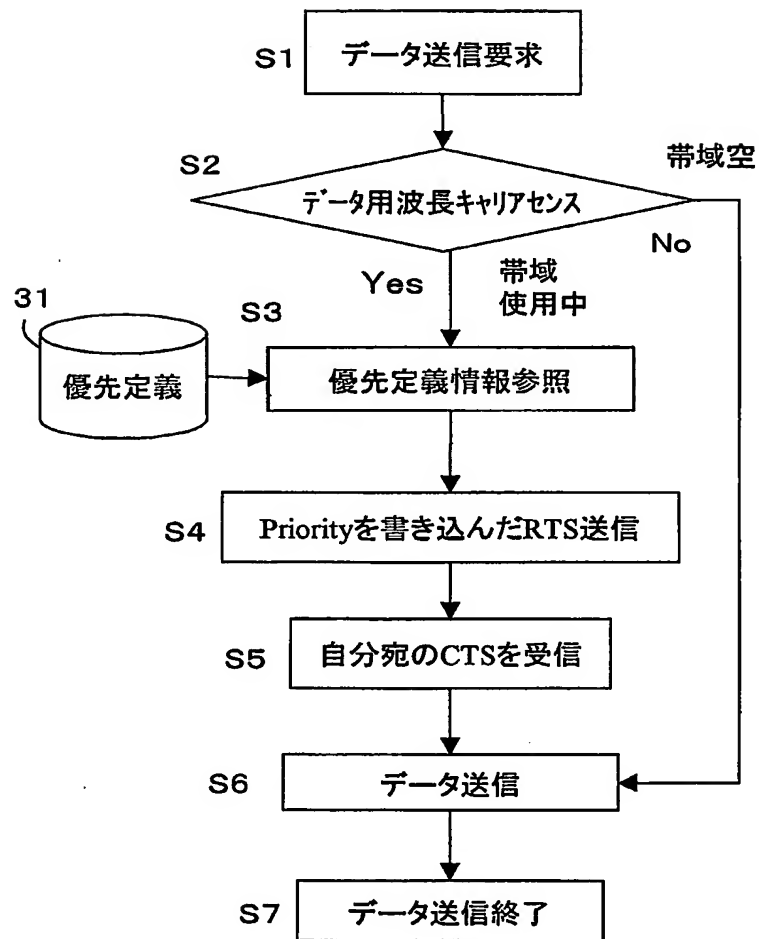 S1
データ送信要求
S2
帯域空
データ用波長キャリアセンス
No
Yes
帯域
使用中
31
S3
優先定義
優先定義情報参照
S4
Priorityを書き込んだRTS送信
S5
自分宛のCTSを受信
S6
データ送信
S7
データ送信終了